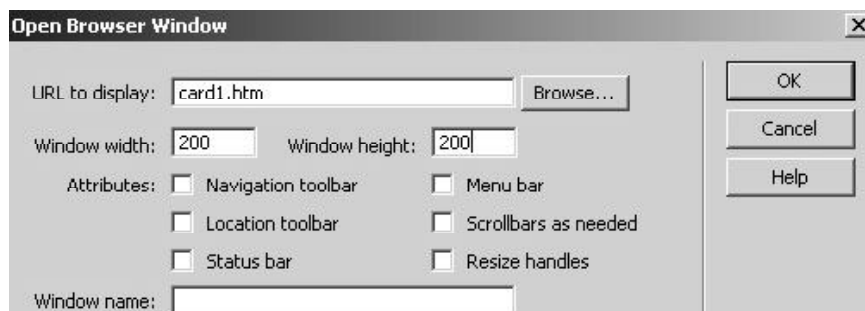 Open Browser Window
URL to display: card1.htm Browse... OK
Window width: 200 Window height: 200 Cancel
Attributes: Navigation toolbar Menu bar Help
Location toolbar Scrollbars as needed
Status bar Resize handles
Window name: